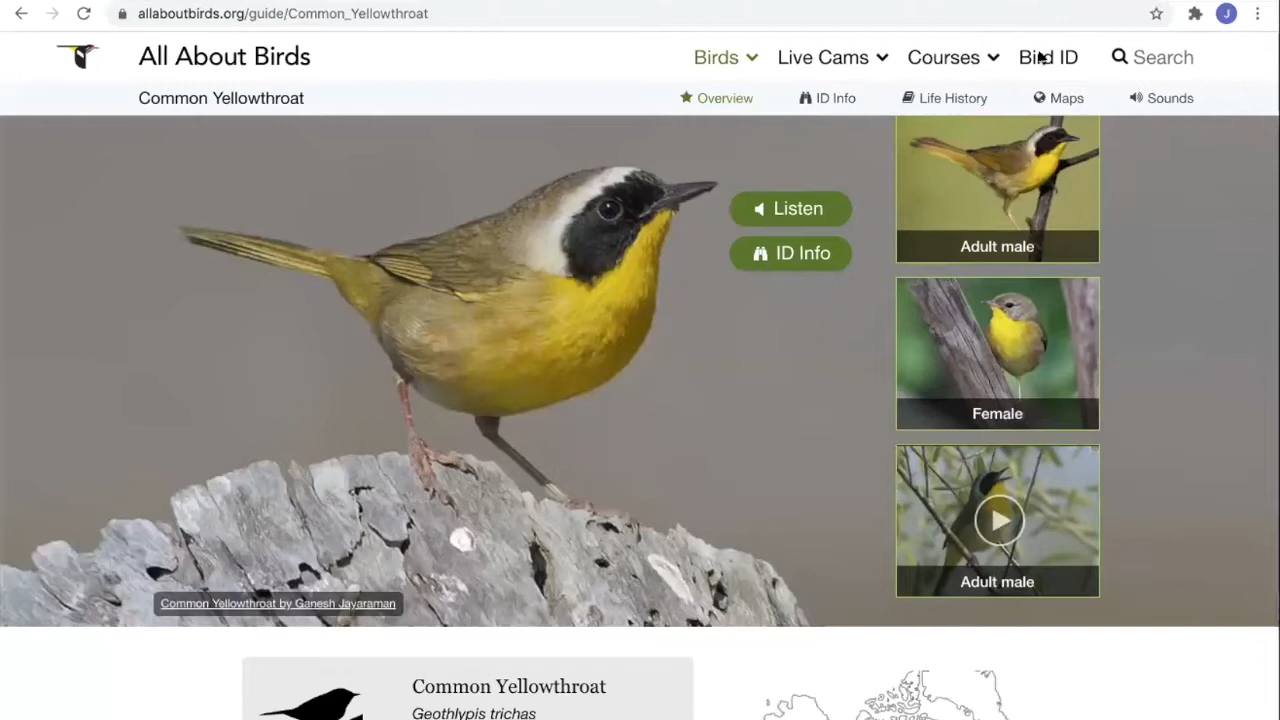 allaboutbirds.org/guide/Common_Yellowthroat
J
All About Birds
Birds
Live Cams
Courses
Bird ID
Search
Common Yellowthroat
Overview
ID Info
Life History
Maps
Sounds
Listen
ID Info
Adult male
Female
Adult male
Common Yellowthroat by Ganesh Jayaraman
Common Yellowthroat
Geothlypis trichas